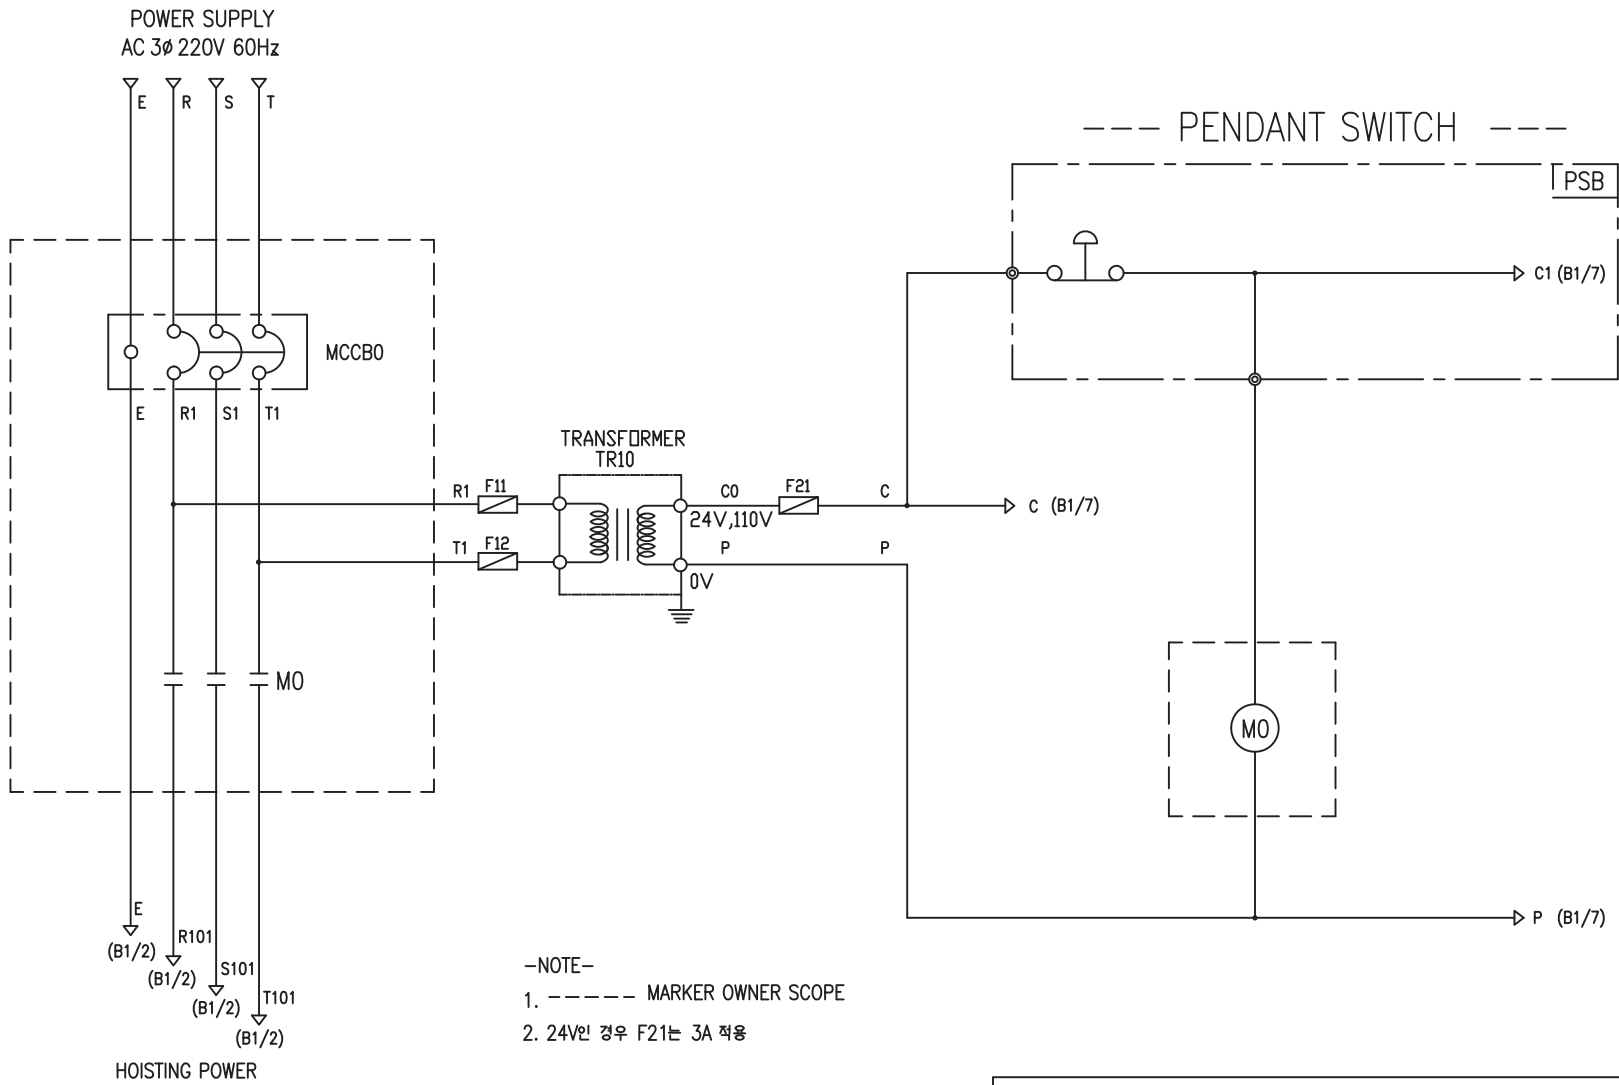 POWER SUPPLY
AC 3Ø 220V 60Hz
E R S T
PENDANT SWITCH
PSB
C1 (B1/7)
MCCB0
E R1 S1 T1
TRANSFORMER
TR10
R1 F11
C0 F21 C
C (B1/7)
24V,110V
T1 F12
P P
0V
M0
M0
E
(B1/2)
R101
(B1/2)
S101
(B1/2)
T101
(B1/2)
P (B1/7)
HOISTING POWER
-NOTE-
1. ------ MARKER OWNER SCOPE
2. 24V인 경우 F21는 3A 적용